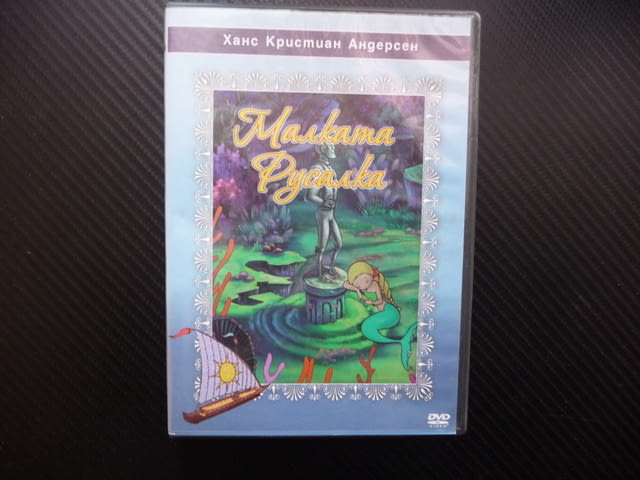 Ханс Кристиан Андерсен
Малката
Русалка
DVD
VIDEO